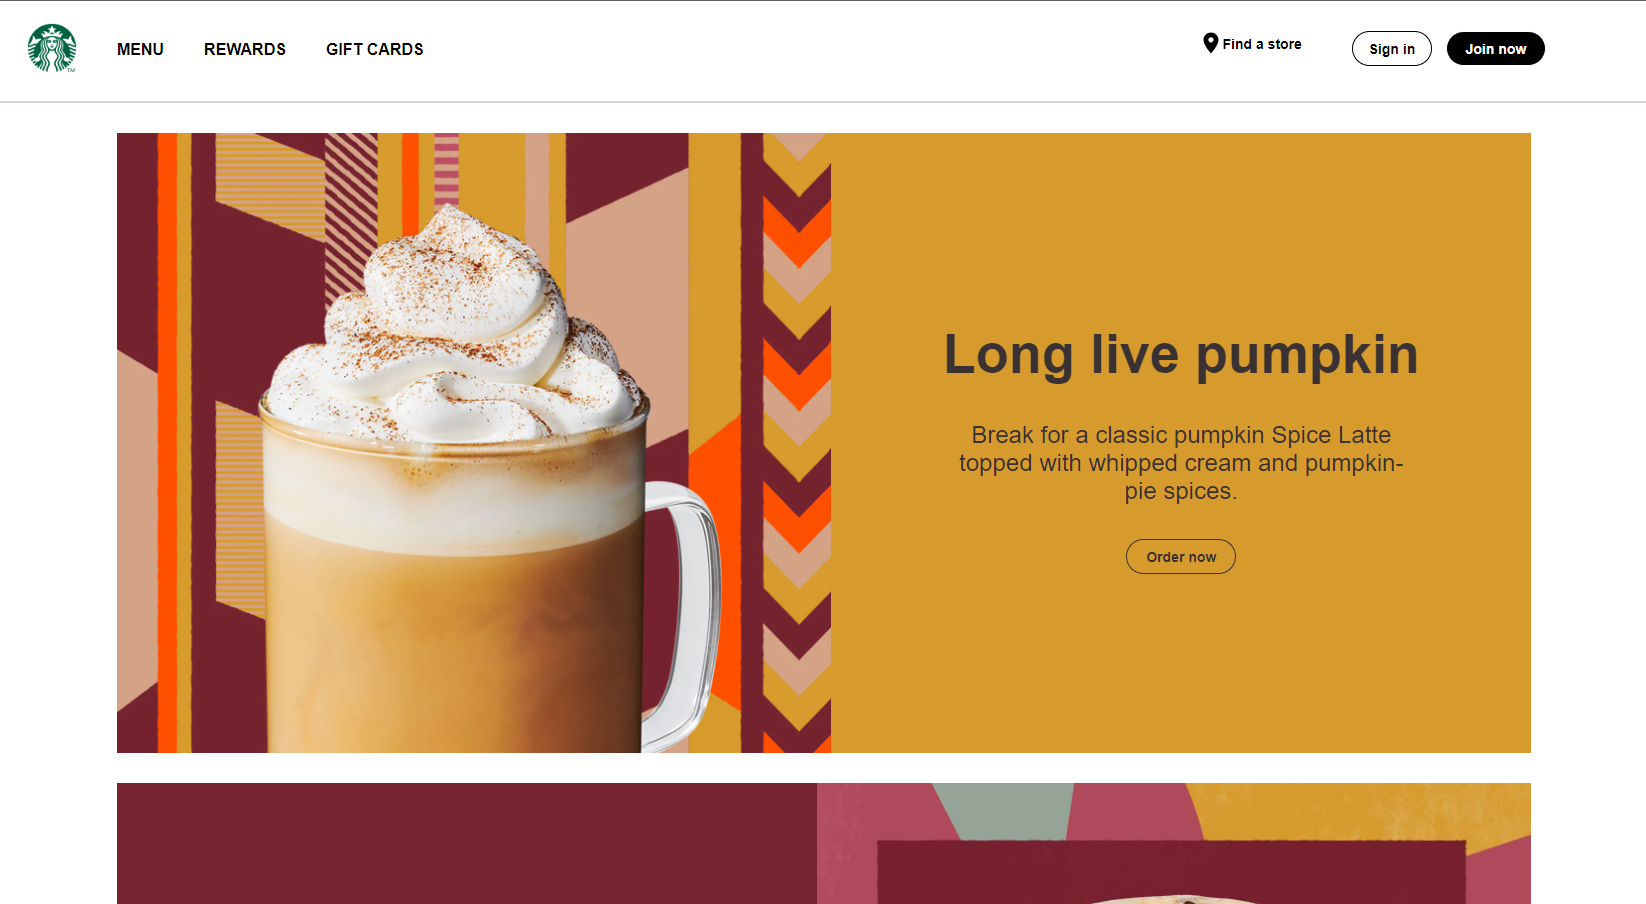 MENU
REWARDS
GIFT CARDS
Find a store
Sign in
Join now
Long live pumpkin
Break for a classic pumpkin Spice Latte
topped with whipped cream and pumpkin-
pie spices.
Order now